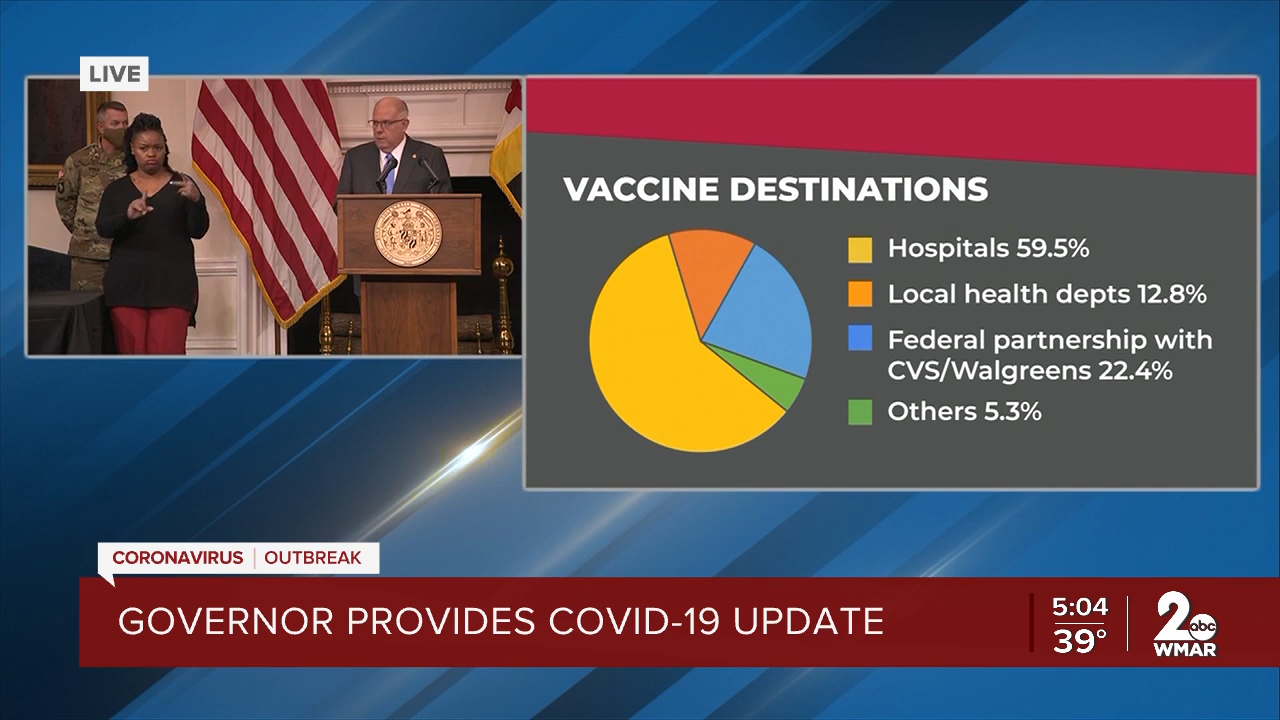 LIVE
VACCINE DESTINATIONS
Hospitals 59.5%
Local health depts 12.8%
Federal partnership with
CVS/Walgreens 22.4%
Others 5.3%
CORONAVIRUS | OUTBREAK
GOVERNOR PROVIDES COVID-19 UPDATE
5:04
39°
2
abc
WMAR